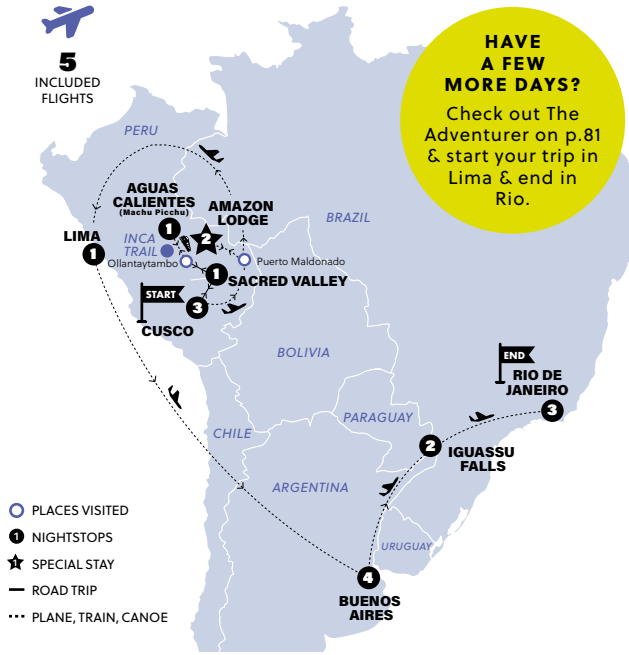 5
INCLUDED
FLIGHTS
HAVE
A FEW
MORE DAYS?
Check out The
Adventurer on p.81
& start your trip in
Lima & end in
Rio.
PERU
AGUAS
CALIENTES
(Machu Picchu)
AMAZON
LODGE
BRAZIL
LIMA
1
INCA
TRAIL
1
2
Ollantaytambo
Puerto Maldonado
1
SACRED VALLEY
START
3
CUSCO
BOLIVIA
END
RIO DE
JANEIRO
3
PARAGUAY
CHILE
2
IGUASSU
FALLS
ARGENTINA
URUGUAY
4
BUENOS
AIRES
PLACES VISITED
1 NIGHTSTOPS
1 SPECIAL STAY
ROAD TRIP
PLANE, TRAIN, CANOE